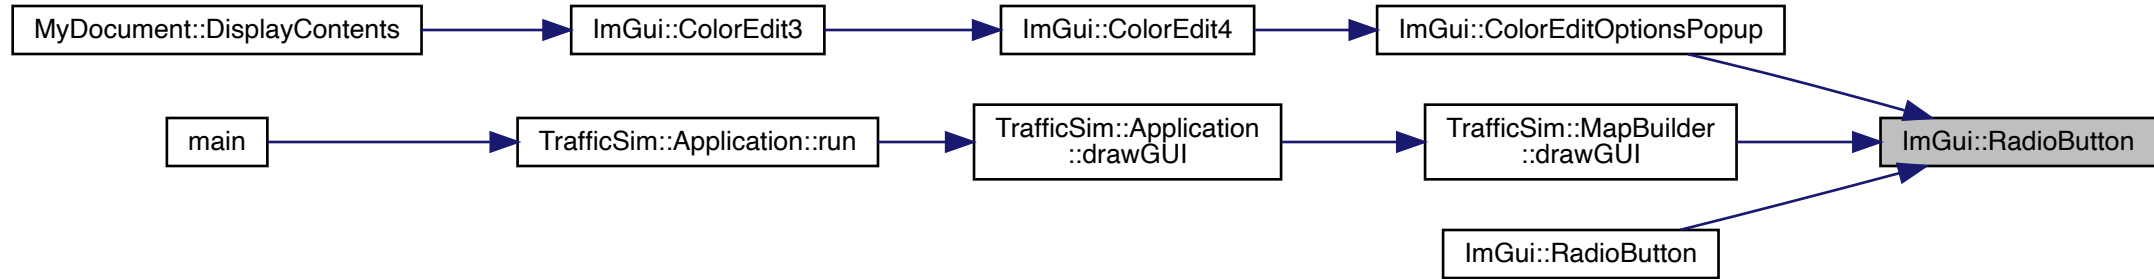 MyDocument::DisplayContents
ImGui::ColorEdit3
ImGui::ColorEdit4
ImGui::ColorEditOptionsPopup
main
TrafficSim::Application::run
TrafficSim::Application
::drawGUI
TrafficSim::MapBuilder
::drawGUI
ImGui::RadioButton
ImGui::RadioButton